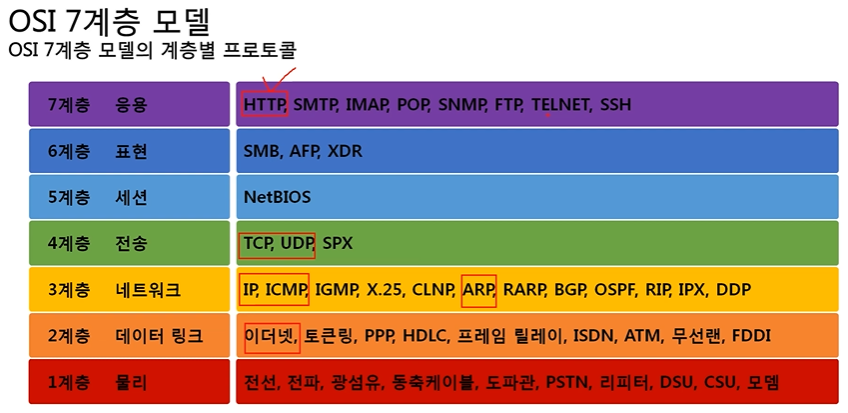 OSI 7계층 모델
OSI 7계층 모델의 계층별 프로토콜
7계층 응용 HTTP, SMTP, IMAP, POP, SNMP, FTP, TELNET, SSH
6계층 표현 SMB, AFP, XDR
5계층 세션 NetBIOS
4계층 전송 TCP, UDP, SPX
3계층 네트워크 IP, ICMP, IGMP, X.25, CLNP, ARP, RARP, BGP, OSPF, RIP, IPX, DDP
2계층 데이터 링크 이더넷, 토큰링, PPP, HDLC, 프레임 릴레이, ISDN, ATM, 무선랜, FDDI
1계층 물리 전선, 전파, 광섬유, 동축케이블, 도파관, PSTN, 리피터, DSU, CSU, 모뎀